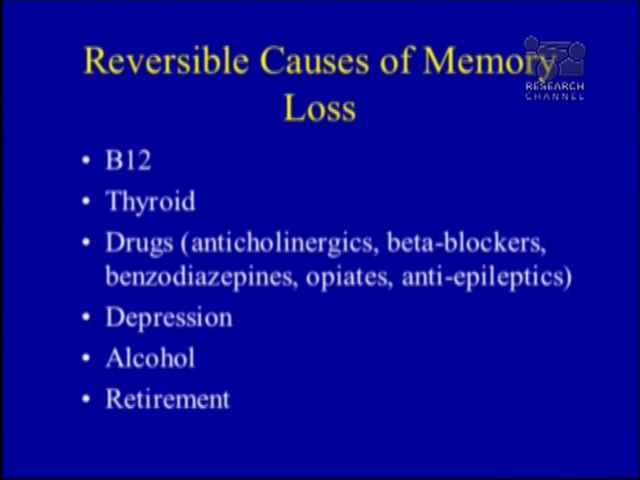 Reversible Causes of Memory
Loss
RESEARCH
CHANNEL
• B12
• Thyroid
• Drugs (anticholinergics, beta-blockers,
benzodiazepines, opiates, anti-epileptics)
• Depression
• Alcohol
• Retirement